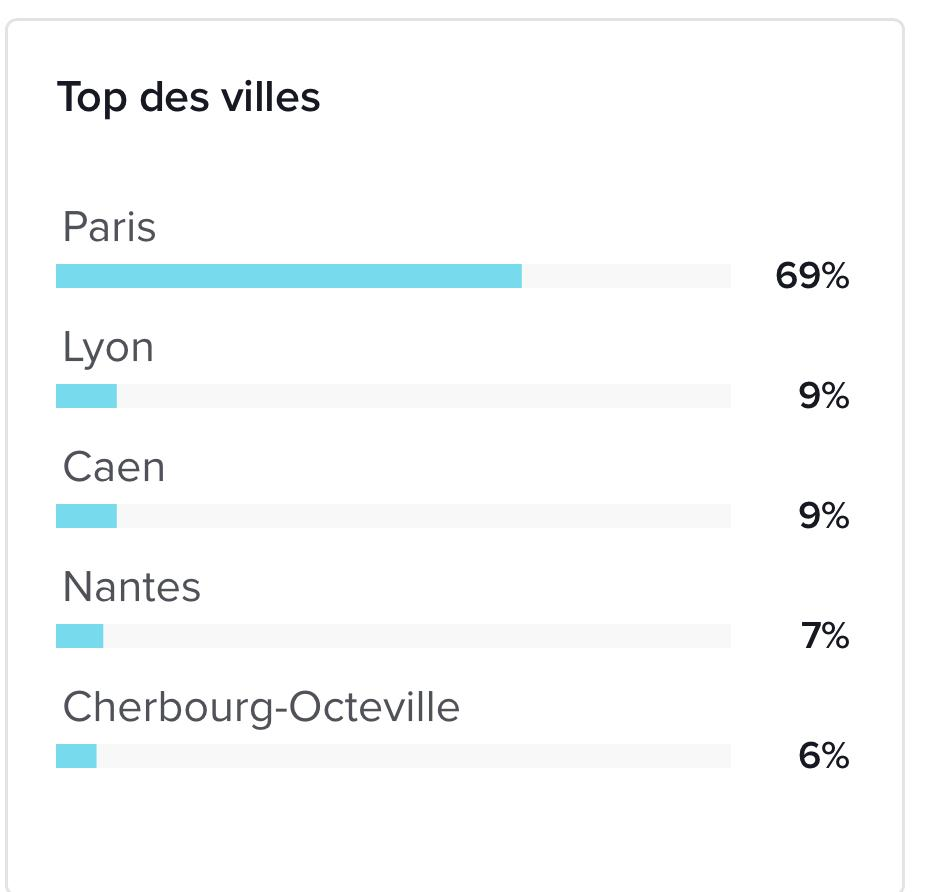 Top des villes
Paris
69%
Lyon
9%
Caen
9%
Nantes
7%
Cherbourg-Octeville
6%